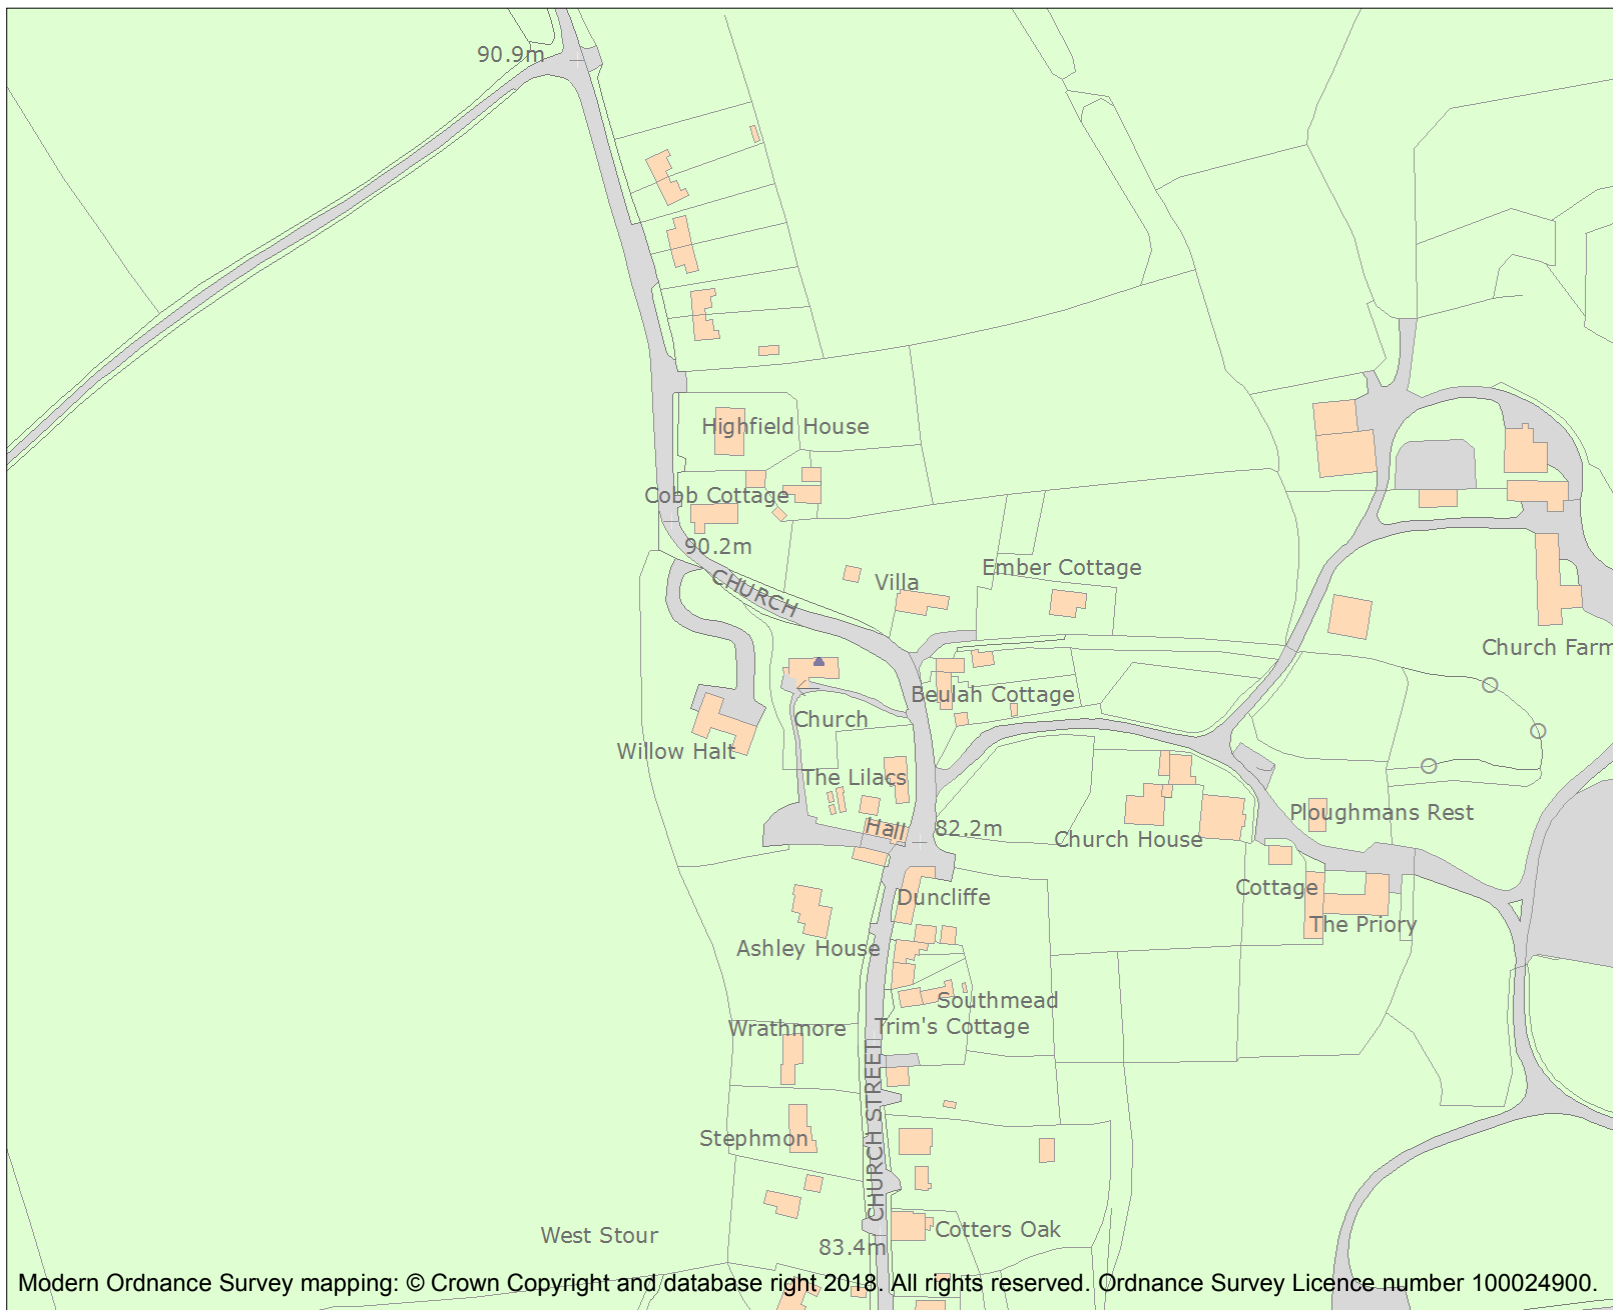 90.9m
Highfield House
Cobb Cottage
90.2m
CHURCH
Villa
Ember Cottage
Church Farm
Beulah Cottage
Church
Willow Halt
The Lilacs
Hall
82.2m
Church House
Ploughmans Rest
Cottage
Duncliffe
The Priory
Ashley House
Southmead
Trim's Cottage
Wrathmore
CHURCH STREET
Stephmon
West Stour
Cotters Oak
83.4m
Modern Ordnance Survey mapping: © Crown Copyright and database right 2018. All rights reserved. Ordnance Survey Licence number 100024900.